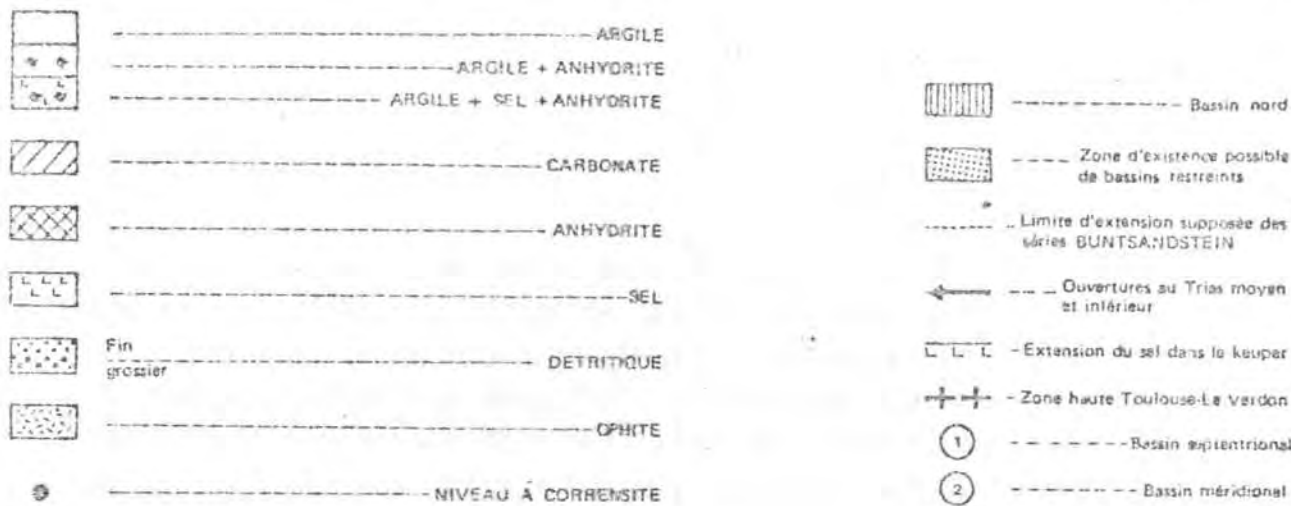 ARGILE
ARGILE + ANHYDRITE
ARGILE + SEL + ANHYDRITE
CARBONATE
ANHYDRITE
SEL
Fin
grossier
DETRITIQUE
OPHITE
NIVEAU A CORRENSITE
Bassin nord
Zone d'existence possible
de bassins restreints
Limite d'extension supposée des
séries BUNTSANDSTEIN
Ouvertures au Trias moyen
et inférieur
Extension du sel dans le keuper
Zone haute Toulouse-Le Verdon
1 Bassin septentrional
2 Bassin méridional